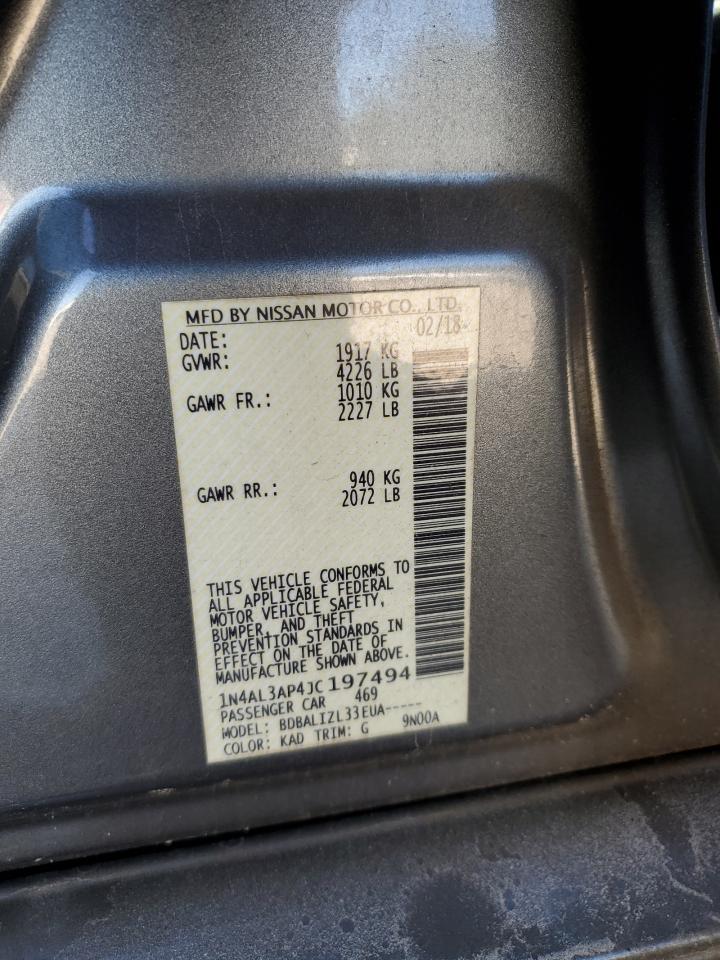 MFD BY NISSAN MOTOR CO., LTD.
DATE: 02/18
GVWR: 1917 KG
4226 LB
GAWR FR.: 1010 KG
2227 LB
GAWR RR.: 940 KG
2072 LB
THIS VEHICLE CONFORMS TO
ALL APPLICABLE FEDERAL
MOTOR VEHICLE SAFETY,
BUMPER, AND THEFT
PREVENTION STANDARDS IN
EFFECT ON THE DATE OF
MANUFACTURE SHOWN ABOVE.
1N4AL3AP4JC197494
PASSENGER CAR 469
MODEL: BDBALIZL33EUA----- 9N00A
COLOR: KAD TRIM: G